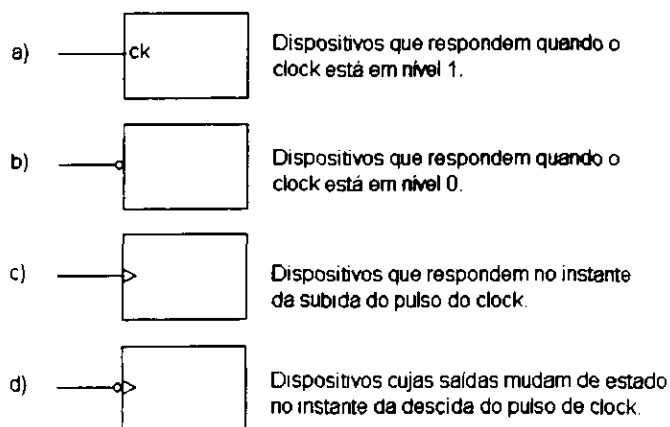 a) ck Dispositivos que respondem quando o
clock está em nível 1.
b) Dispositivos que respondem quando o
clock está em nível 0.
c) Dispositivos que respondem no instante
da subida do pulso do clock.
d) Dispositivos cujas saídas mudam de estado
no instante da descida do pulso de clock.